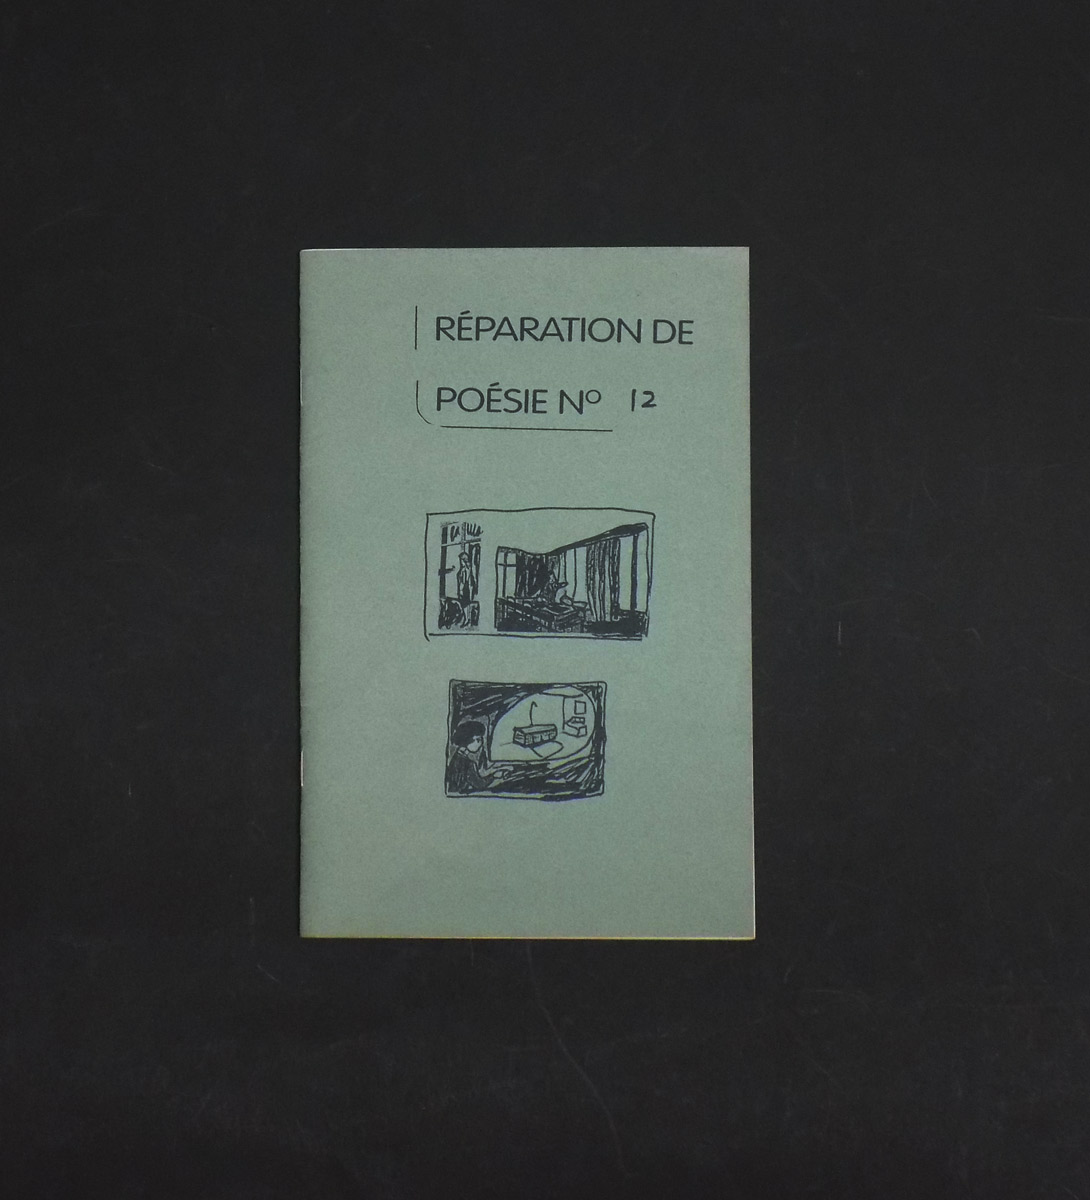 RÉPARATION DE
POÉSIE Nº 12